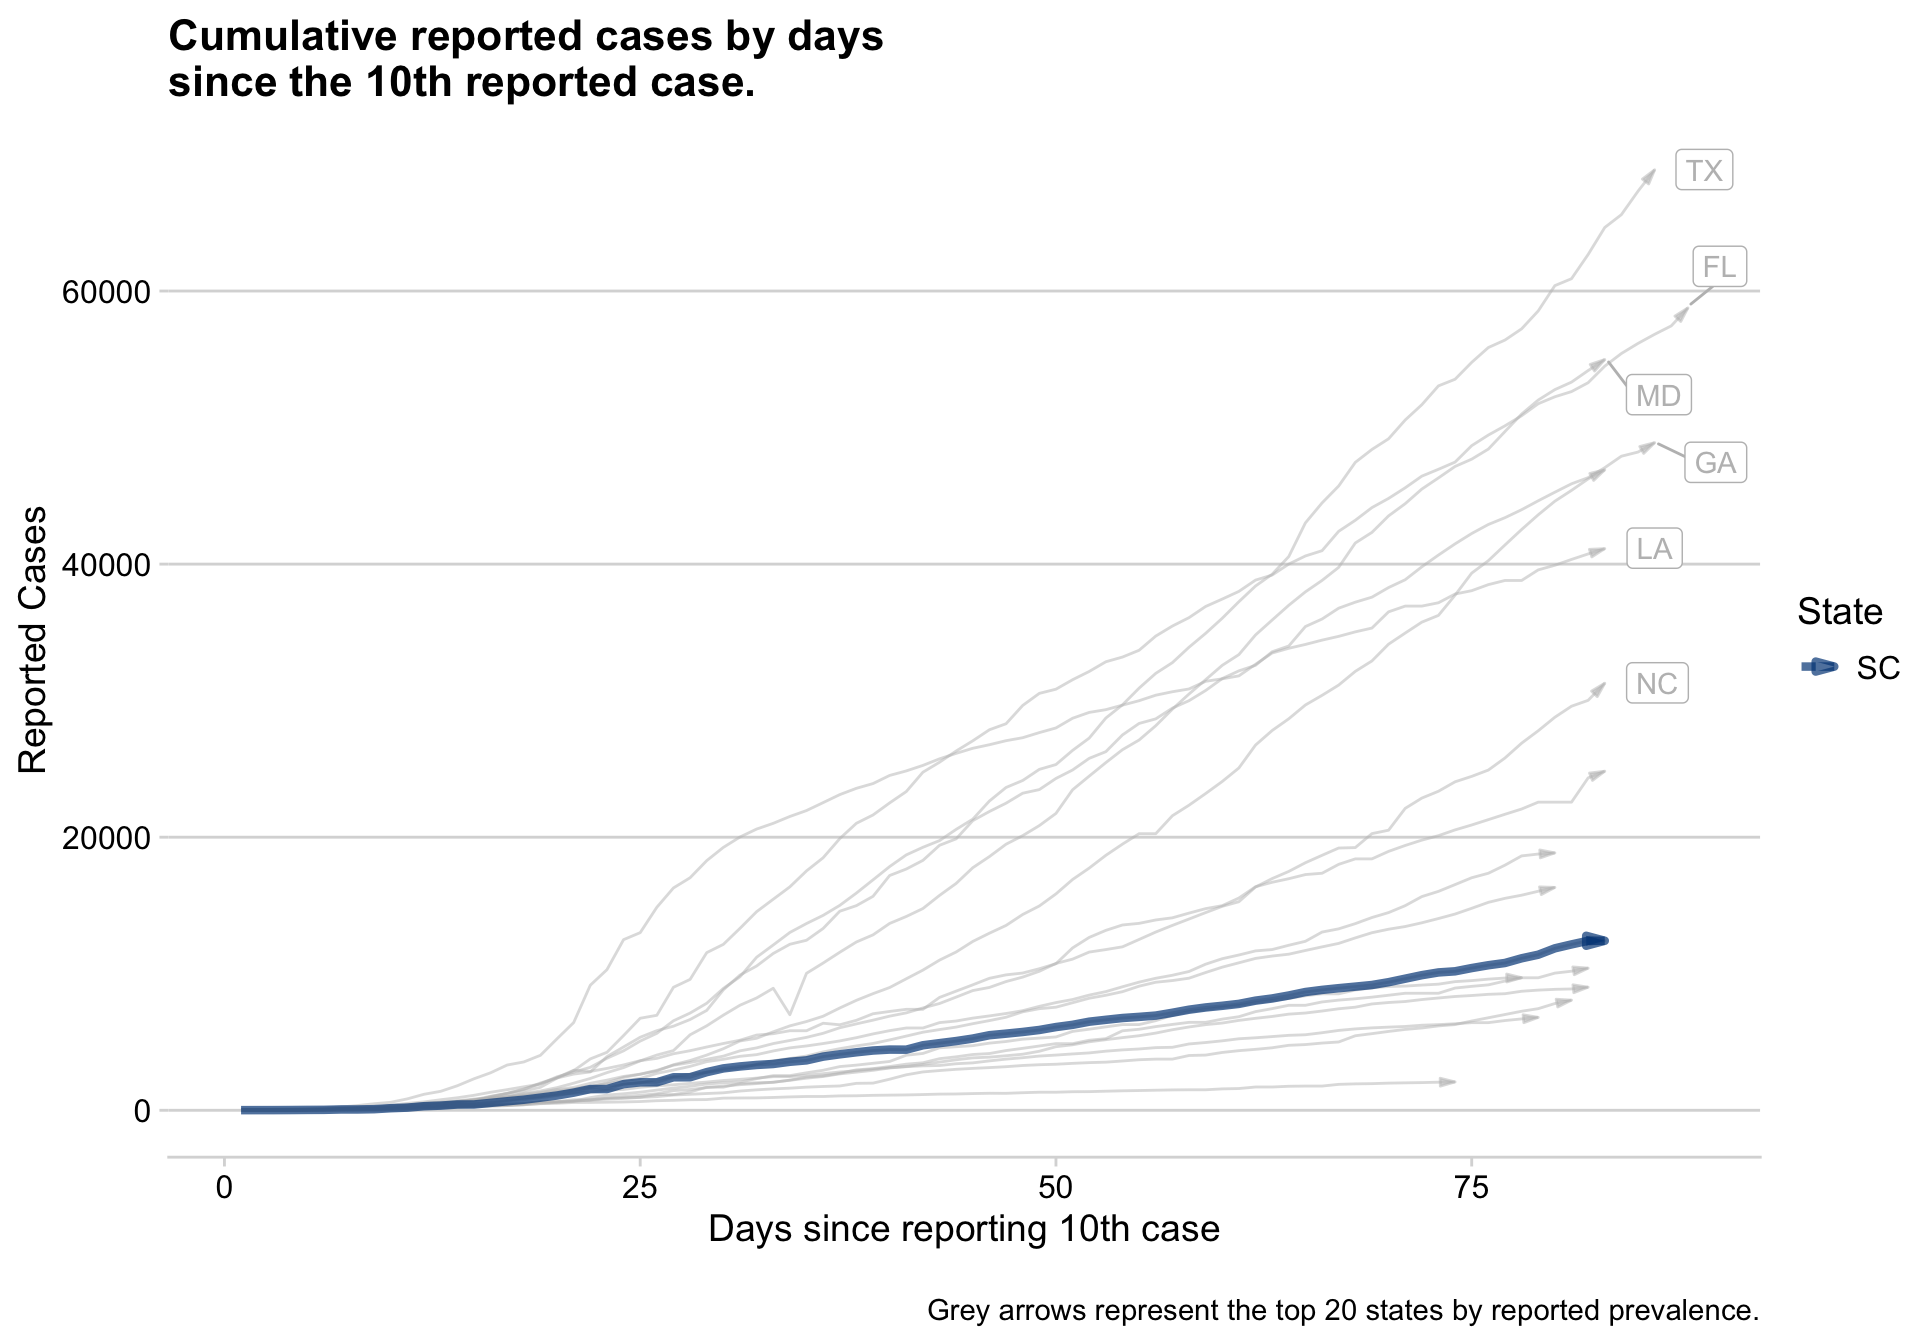 Cumulative reported cases by days
since the 10th reported case.
TX
FL
60000
MD
GA
LA
40000
Reported Cases
State
SC
NC
20000
0
0 25 50 75
Days since reporting 10th case
Grey arrows represent the top 20 states by reported prevalence.